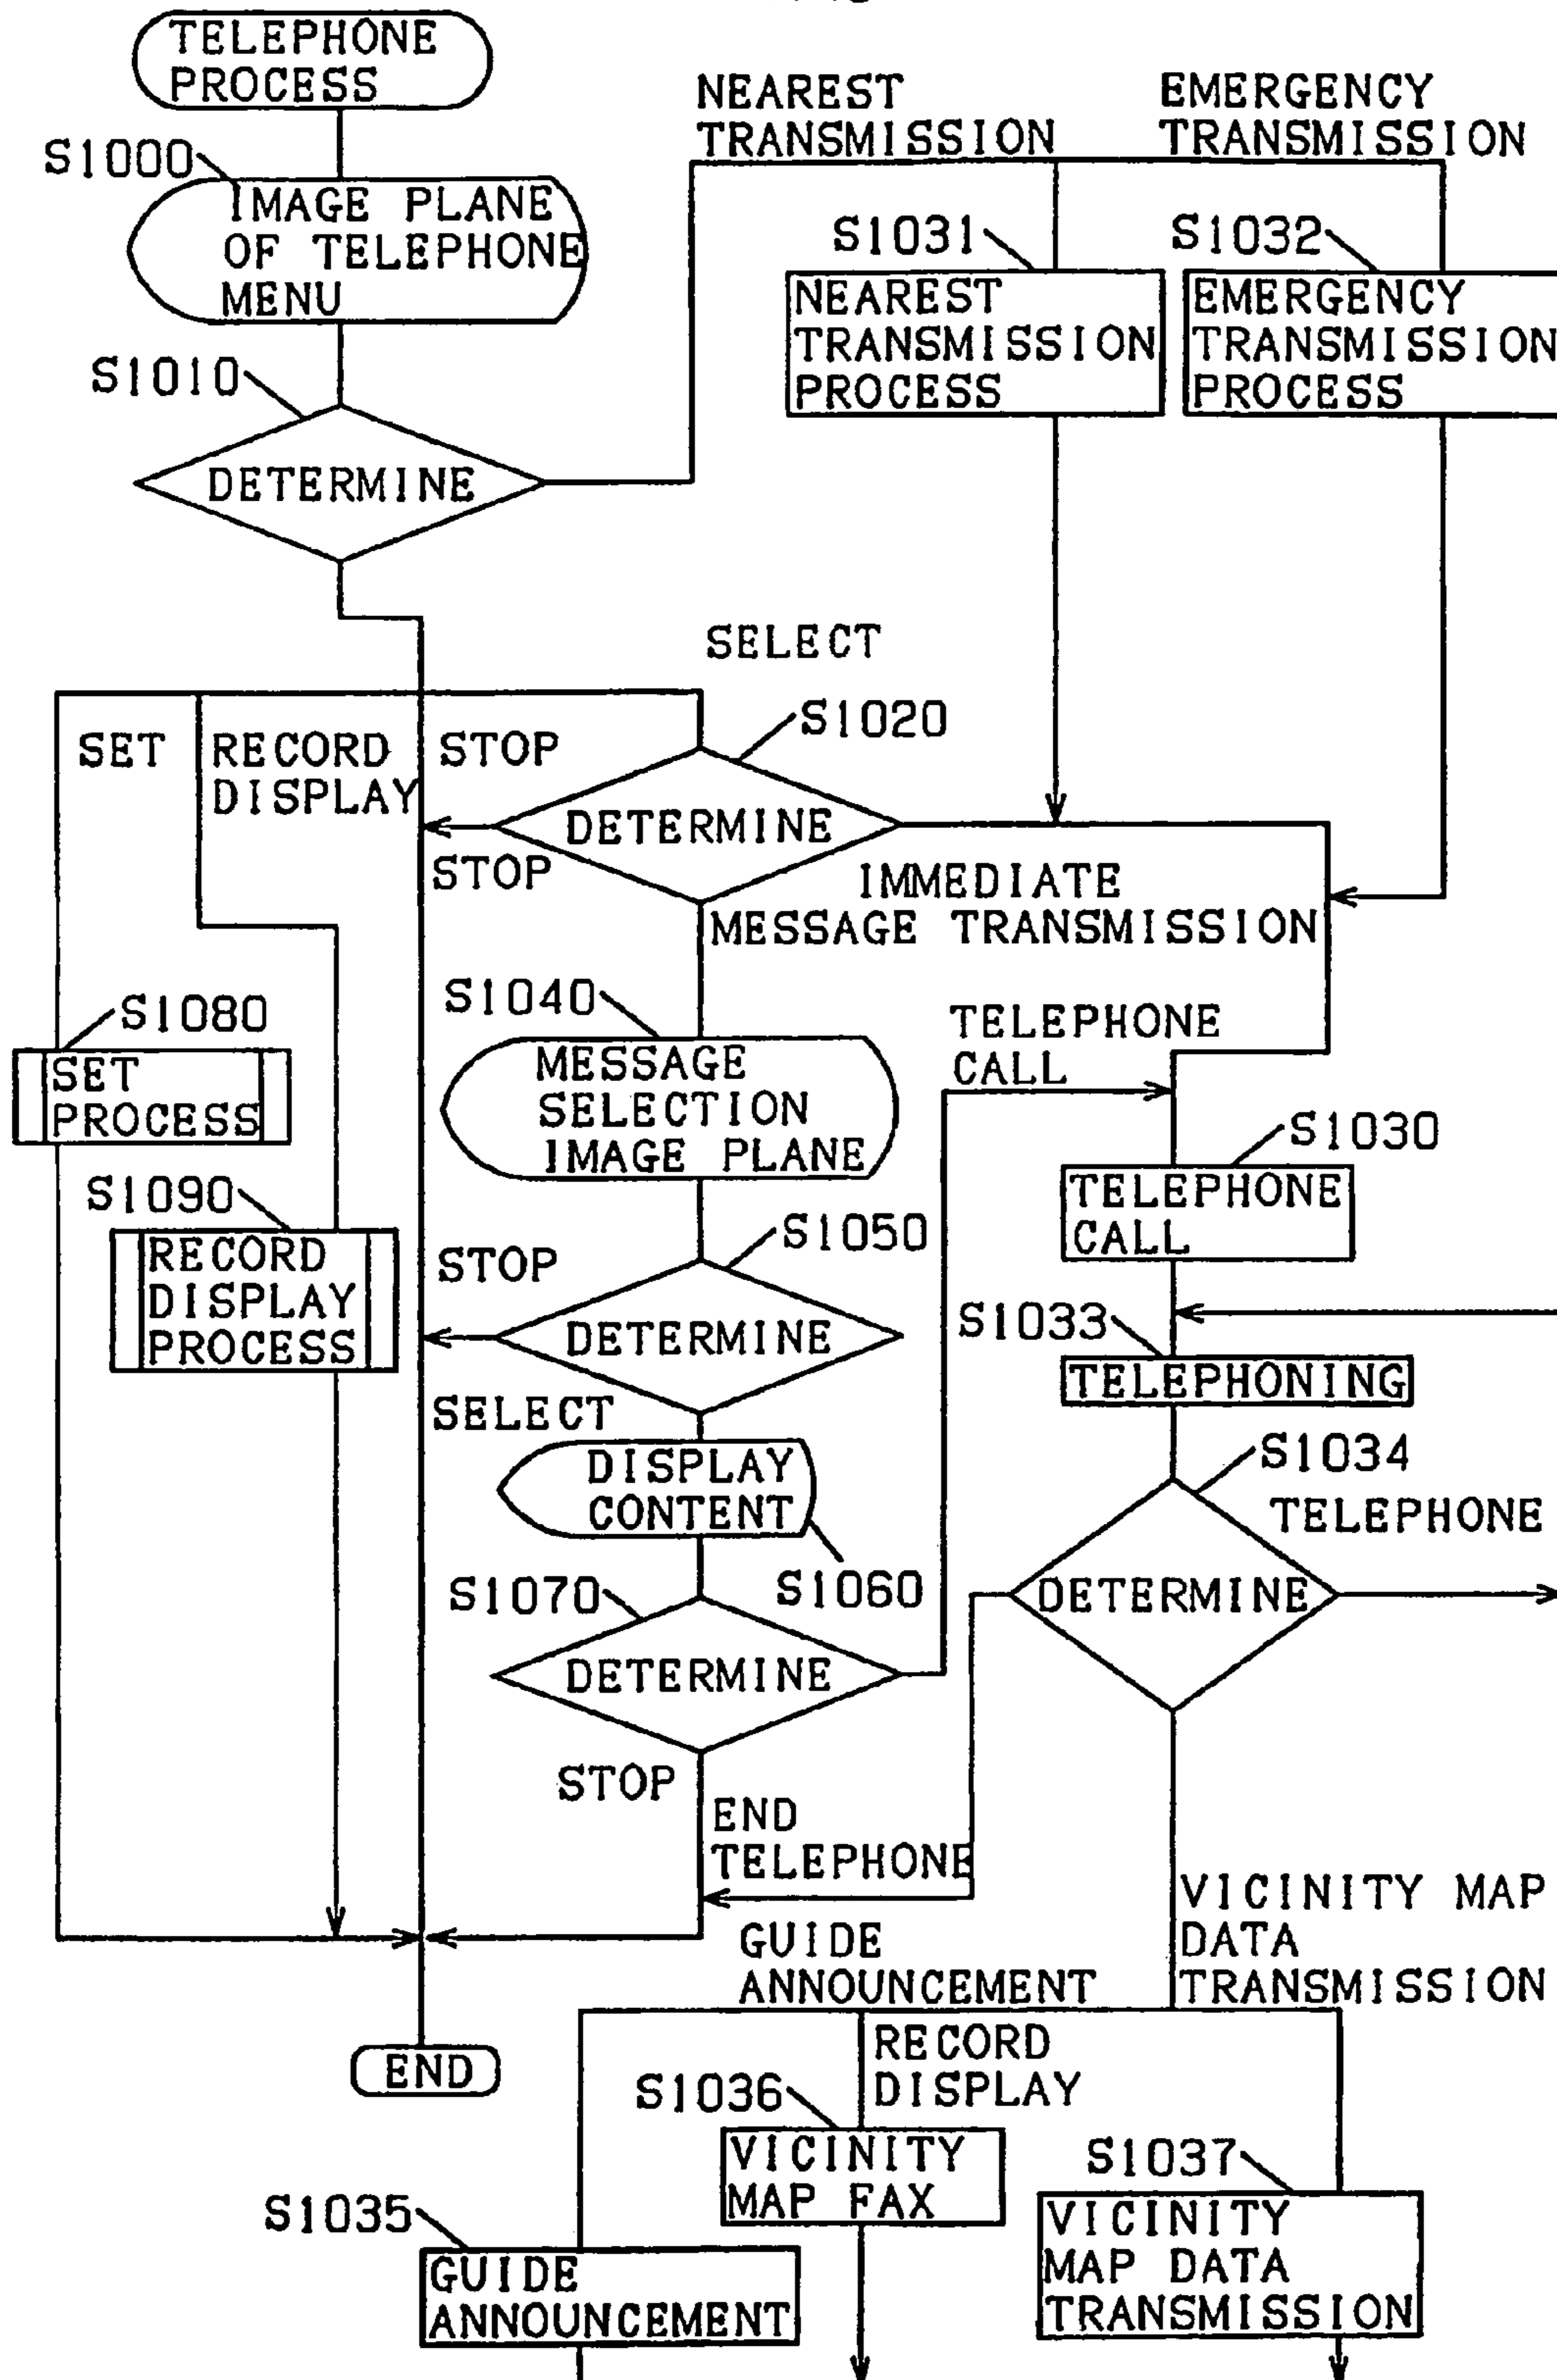 TELEPHONE
PROCESS
NEAREST
TRANSMISSION
EMERGENCY
TRANSMISSION
S1000
IMAGE PLANE
OF TELEPHONE
MENU
S1031
S1032
NEAREST
TRANSMISSION
PROCESS
EMERGENCY
TRANSMISSION
PROCESS
S1010
DETERMINE
SELECT
S1020
SET
RECORD
DISPLAY
STOP
DETERMINE
STOP
IMMEDIATE
MESSAGE TRANSMISSION
S1040
S1080
TELEPHONE
CALL
SET
PROCESS
MESSAGE
SELECTION
IMAGE PLANE
S1030
S1090
TELEPHONE
CALL
S1050
RECORD
DISPLAY
PROCESS
STOP
DETERMINE
S1033
TELEPHONING
SELECT
S1034
DISPLAY
CONTENT
TELEPHONE
S1060
S1070
DETERMINE
DETERMINE
STOP
END
TELEPHONE
VICINITY MAP
DATA
TRANSMISSION
GUIDE
ANNOUNCEMENT
END
RECORD
DISPLAY
S1036
VICINITY
MAP FAX
S1037
S1035
VICINITY
MAP DATA
TRANSMISSION
GUIDE
ANNOUNCEMENT